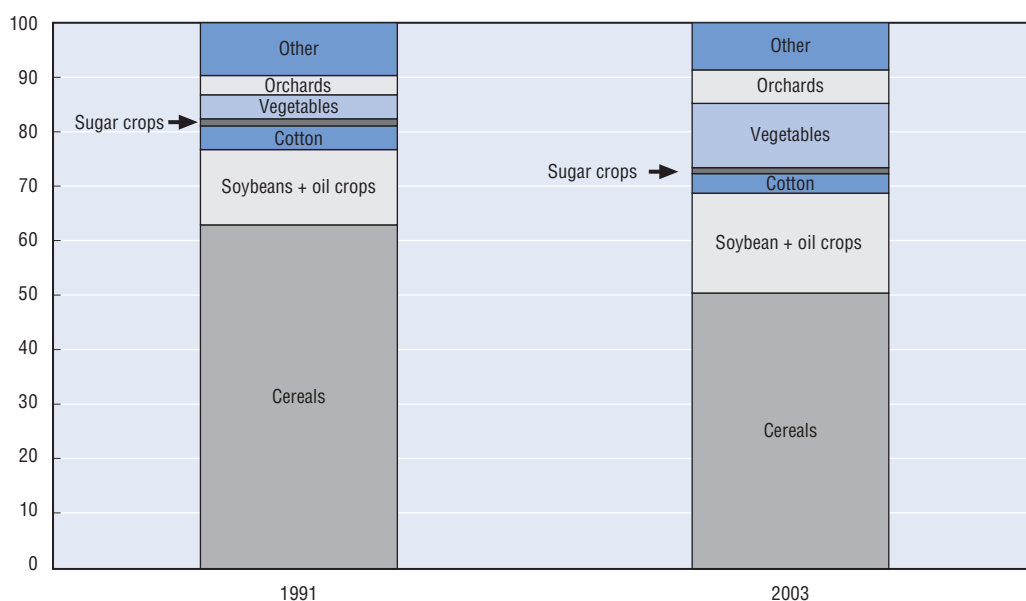 100
90
80
70
60
50
40
30
20
10
0
Other
Orchards
Vegetables
Sugar crops
Cotton
Soybeans + oil crops
Cereals
1991
Other
Orchards
Vegetables
Sugar crops
Cotton
Soybean + oil crops
Cereals
2003